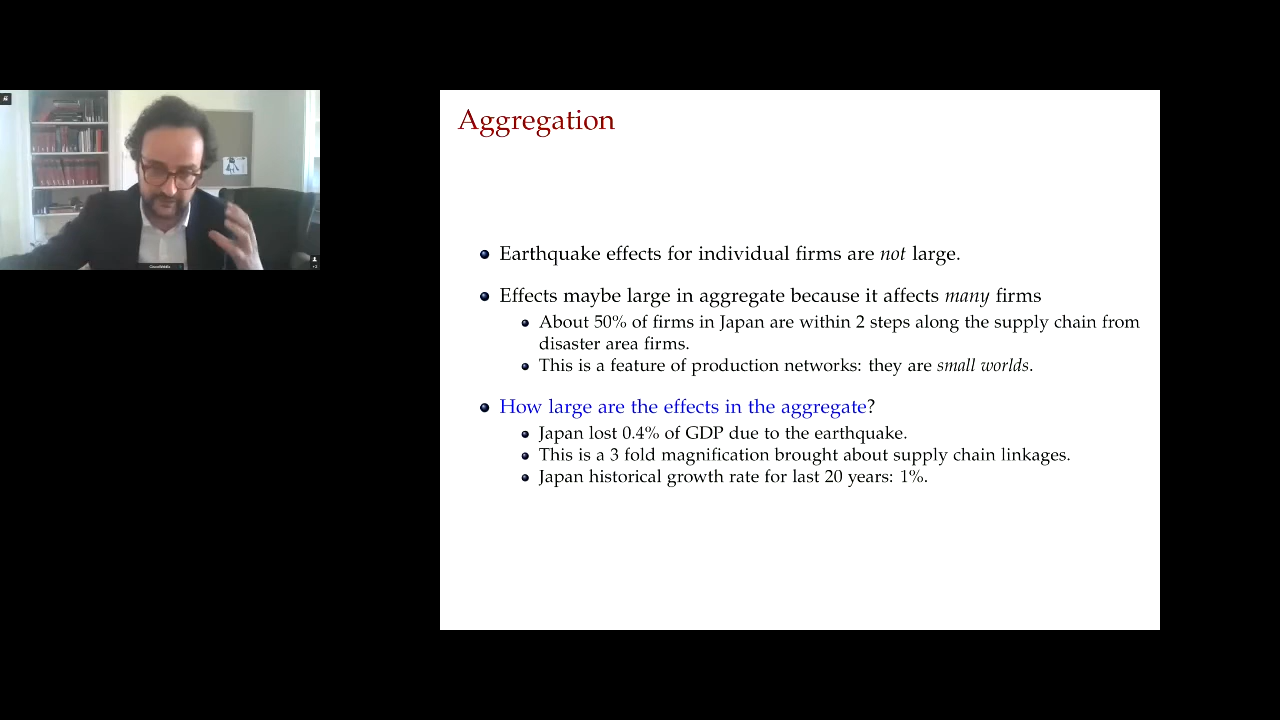 Aggregation
Earthquake effects for individual firms are not large.
Effects maybe large in aggregate because it affects many firms
About 50% of firms in Japan are within 2 steps along the supply chain from
disaster area firms.
This is a feature of production networks: they are small worlds.
How large are the effects in the aggregate?
Japan lost 0.4% of GDP due to the earthquake.
This is a 3 fold magnification brought about by supply chain linkages.
Japan historical growth rate for last 20 years: 1%.